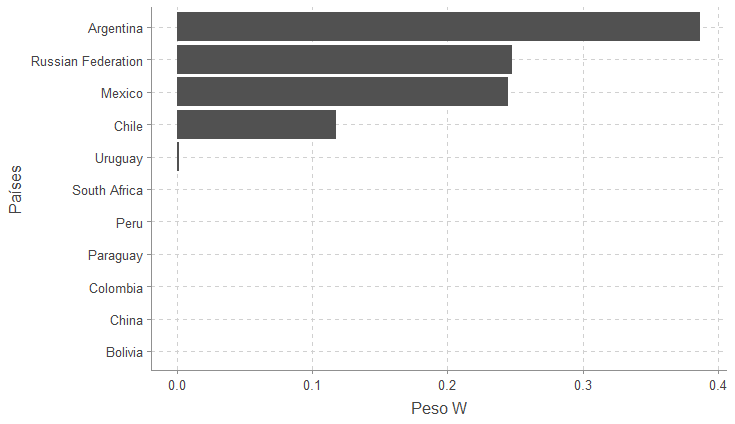 Argentina
Russian Federation
Mexico
Chile
Uruguay
South Africa
Peru
Paraguay
Colombia
China
Bolivia
Países
0.0 0.1 0.2 0.3 0.4
Peso W